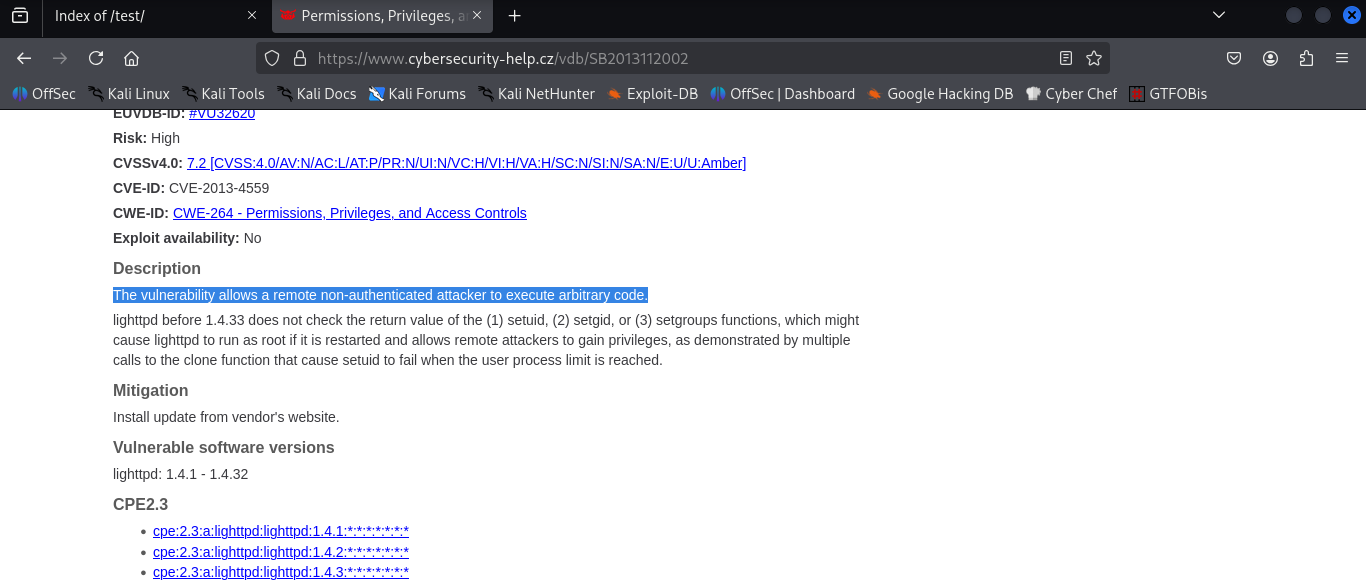 Index of /test/
Permissions, Privileges, a
https://www.cybersecurity-help.cz/vdb/SB2013112002
OffSec Kali Linux Kali Tools Kali Docs Kali Forums Kali NetHunter Exploit-DB OffSec | Dashboard Google Hacking DB Cyber Chef GTFOBis
EUVDB-ID: #VU32620
Risk: High
CVSSv4.0: 7.2 [CVSS:4.0/AV:N/AC:L/AT:P/PR:N/UI:N/VC:H/VI:H/VA:H/SC:N/SI:N/SA:N/E:U/U:Amber]
CVE-ID: CVE-2013-4559
CWE-ID: CWE-264 - Permissions, Privileges, and Access Controls
Exploit availability: No
Description
The vulnerability allows a remote non-authenticated attacker to execute arbitrary code.
lighttpd before 1.4.33 does not check the return value of the (1) setuid, (2) setgid, or (3) setgroups functions, which might
cause lighttpd to run as root if it is restarted and allows remote attackers to gain privileges, as demonstrated by multiple
calls to the clone function that cause setuid to fail when the user process limit is reached.
Mitigation
Install update from vendor's website.
Vulnerable software versions
lighttpd: 1.4.1 - 1.4.32
CPE2.3
• cpe:2.3:a:lighttpd:lighttpd:1.4.1:*:*:*:*:*:*:*
• cpe:2.3:a:lighttpd:lighttpd:1.4.2:*:*:*:*:*:*:*
• cpe:2.3:a:lighttpd:lighttpd:1.4.3:*:*:*:*:*:*:*